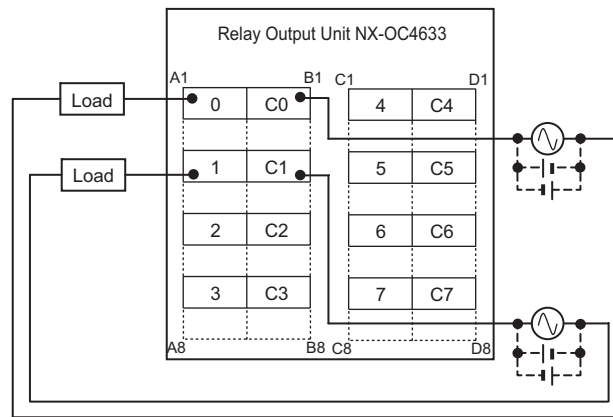 Relay Output Unit NX-OC4633
A1 B1 C1 D1
Load 0 C0 4 C4
Load 1 C1 5 C5
2 C2 6 C6
3 C3 7 C7
A8 B8 C8 D8